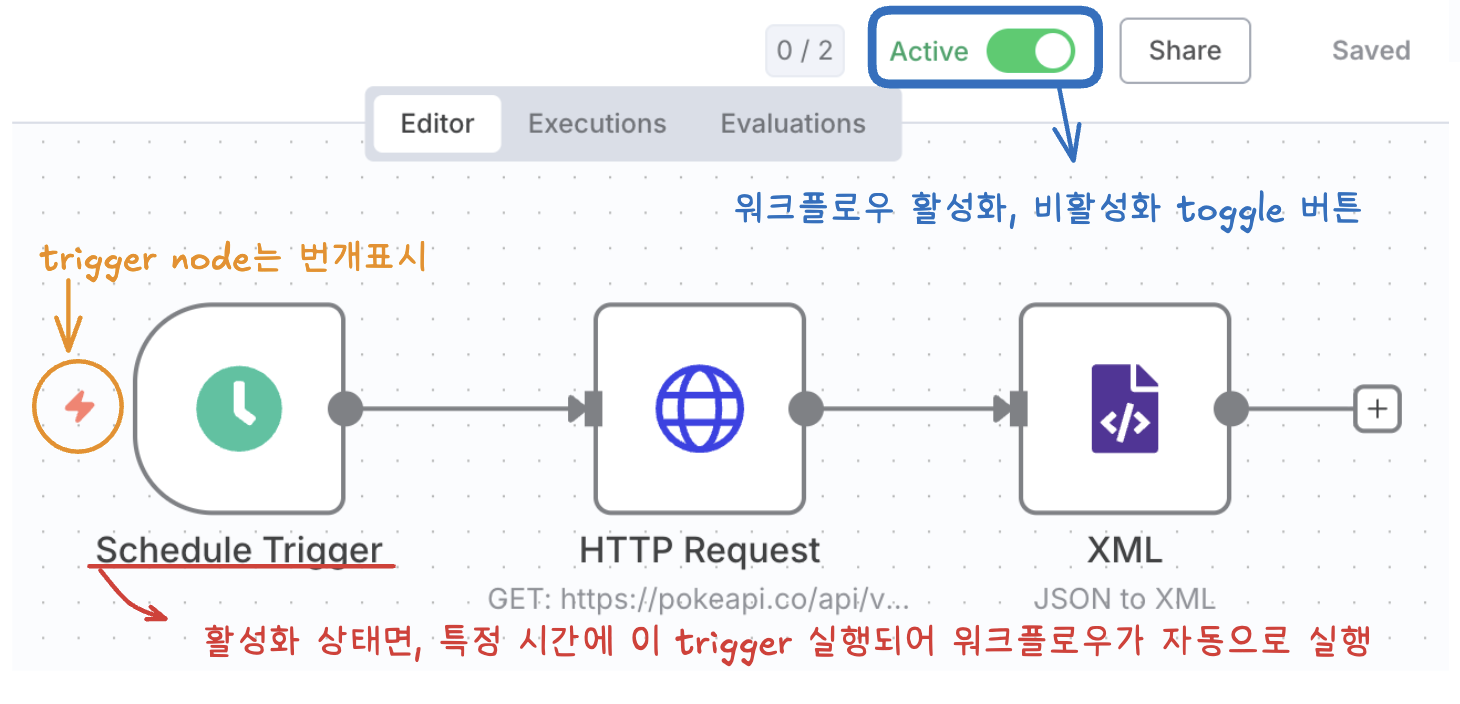 0 / 2
Active
Share
Saved
Editor
Executions
Evaluations
워크플로우 활성화, 비활성화 toggle 버튼
trigger node는 번개표시
Schedule Trigger
HTTP Request
XML
GET: https://pokeapi.co/api/v...
JSON to XML
활성화 상태면, 특정 시간에 이 trigger 실행되어 워크플로우가 자동으로 실행